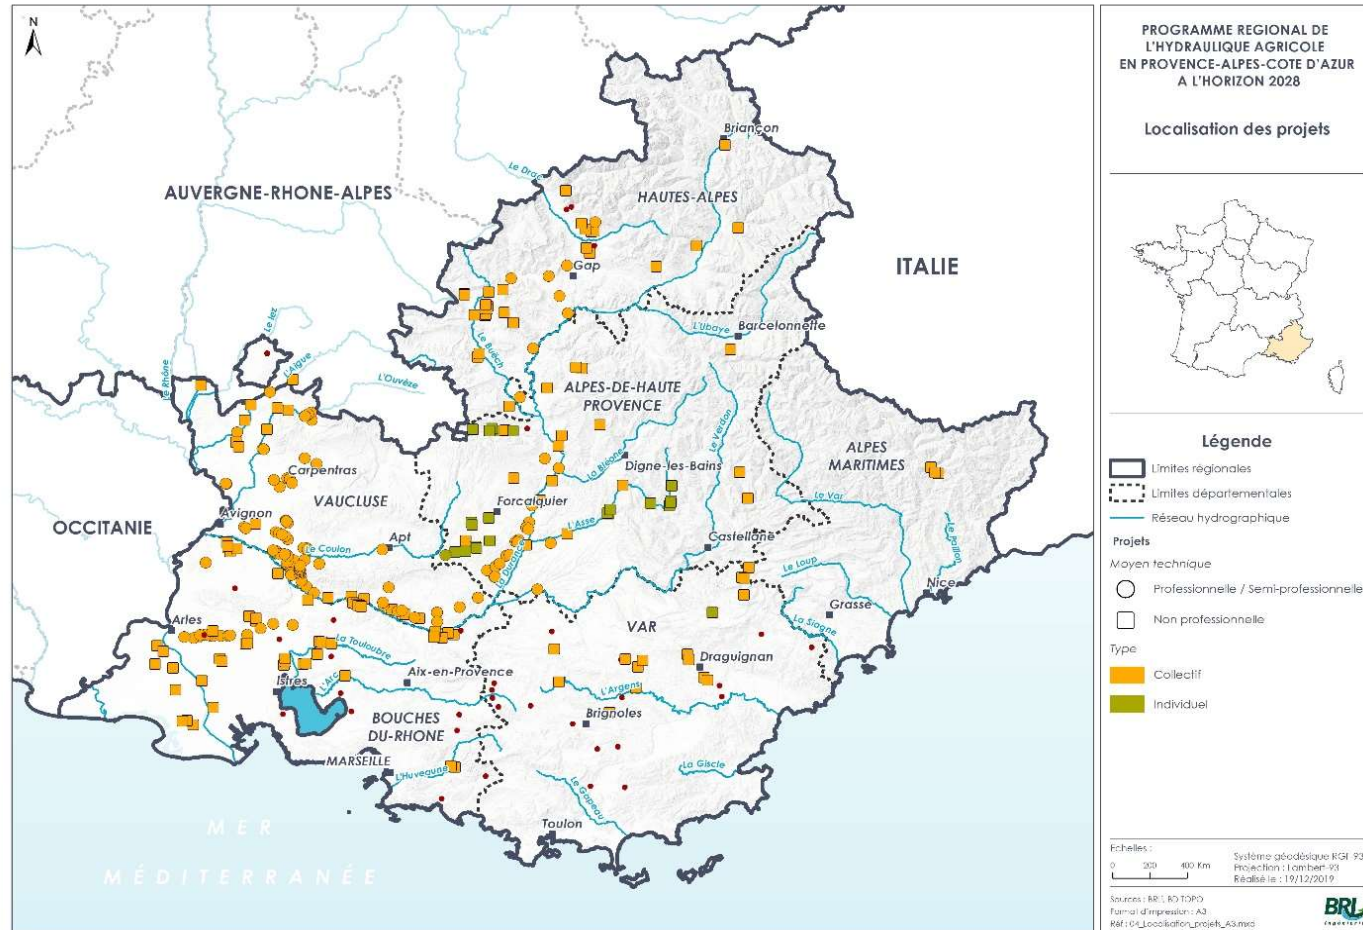 N
PROGRAMME REGIONAL DE
L'HYDRAULIQUE AGRICOLE
EN PROVENCE-ALPES-COTE D'AZUR
A L'HORIZON 2028
Localisation des projets
Briançon
Le Drac
AUVERGNE-RHONE-ALPES
HAUTES-ALPES
ITALIE
Gap
L'Ubaye
Barcelonnette
Le lez
L'Aigue
Le Rhône
L'Ouvèze
Le Buëch
ALPES-DE-HAUTE
PROVENCE
Le Verdon
ALPES
MARITIMES
La Bléone
Digne-les-Bains
Carpentras
VAUCLUSE
Forcalquier
Le Var
OCCITANIE
Avignon
L'Asse
Le Paillon
Le Coulon
Apt
Castellane
La Durance
Le Loup
Nice
Grasse
Arles
La Siagne
VAR
La Touloubre
Draguignan
Aix-en-Provence
Istres
L'Arc
L'Argens
BOUCHES
DU-RHONE
Brignoles
MARSEILLE
L'Huveaune
La Giscle
Le Gapeau
Toulon
MER
MÉDITERRANÉE
Légende
Limites régionales
Limites départementales
Réseau hydrographique
Projets
Moyen technique
Professionnelle / Semi-professionnelle
Non professionnelle
Type
Collectif
Individuel
Echelles :
0 200 400 Km
Système géodésique RGF 93
Projection : Lambert-93
Réalisé le : 19/12/2019
Sources : BRLi, BD TOPO
Format d'impression : A3
Réf : 04_Localisation_projets_A3.mxd
BRL
Ingénierie